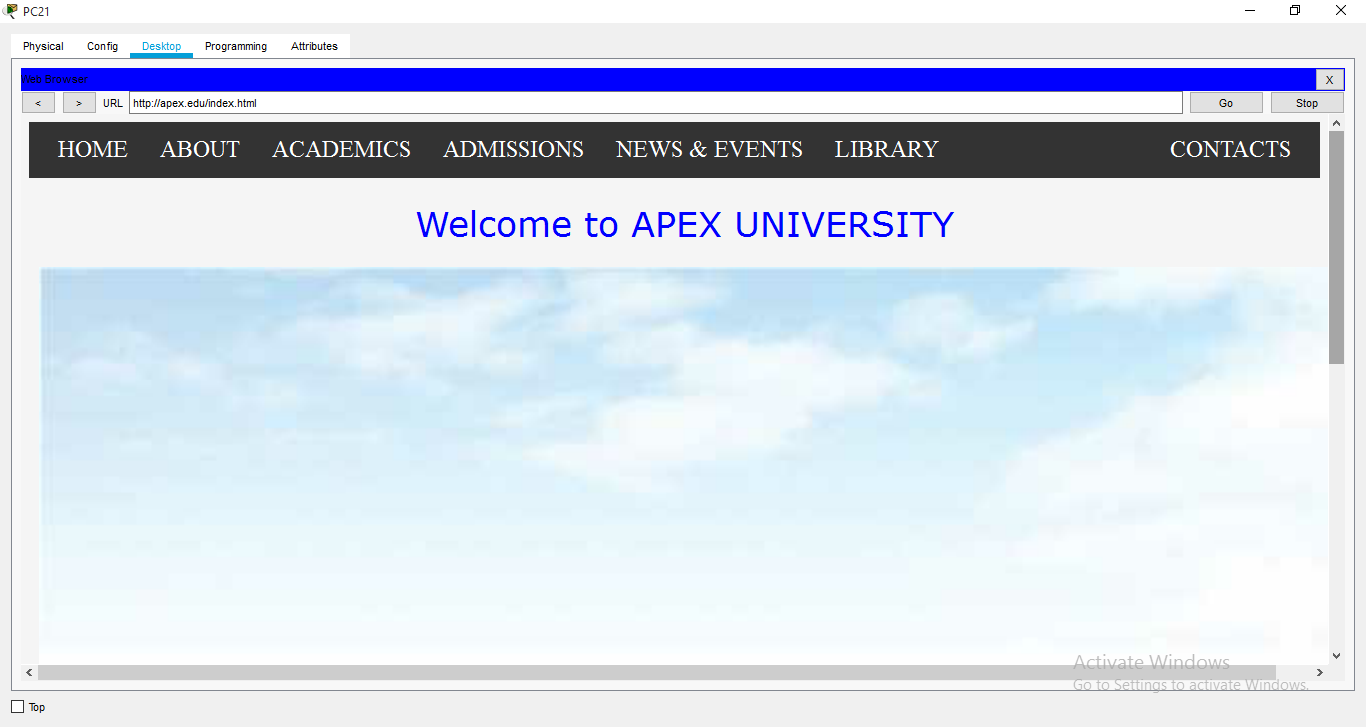 PC21
Physical Config Desktop Programming Attributes
Web Browser
X
< > URL http://apex.edu/index.html Go Stop
HOME ABOUT ACADEMICS ADMISSIONS NEWS & EVENTS LIBRARY CONTACTS
Welcome to APEX UNIVERSITY
Activate Windows
Go to Settings to activate Windows.
Top